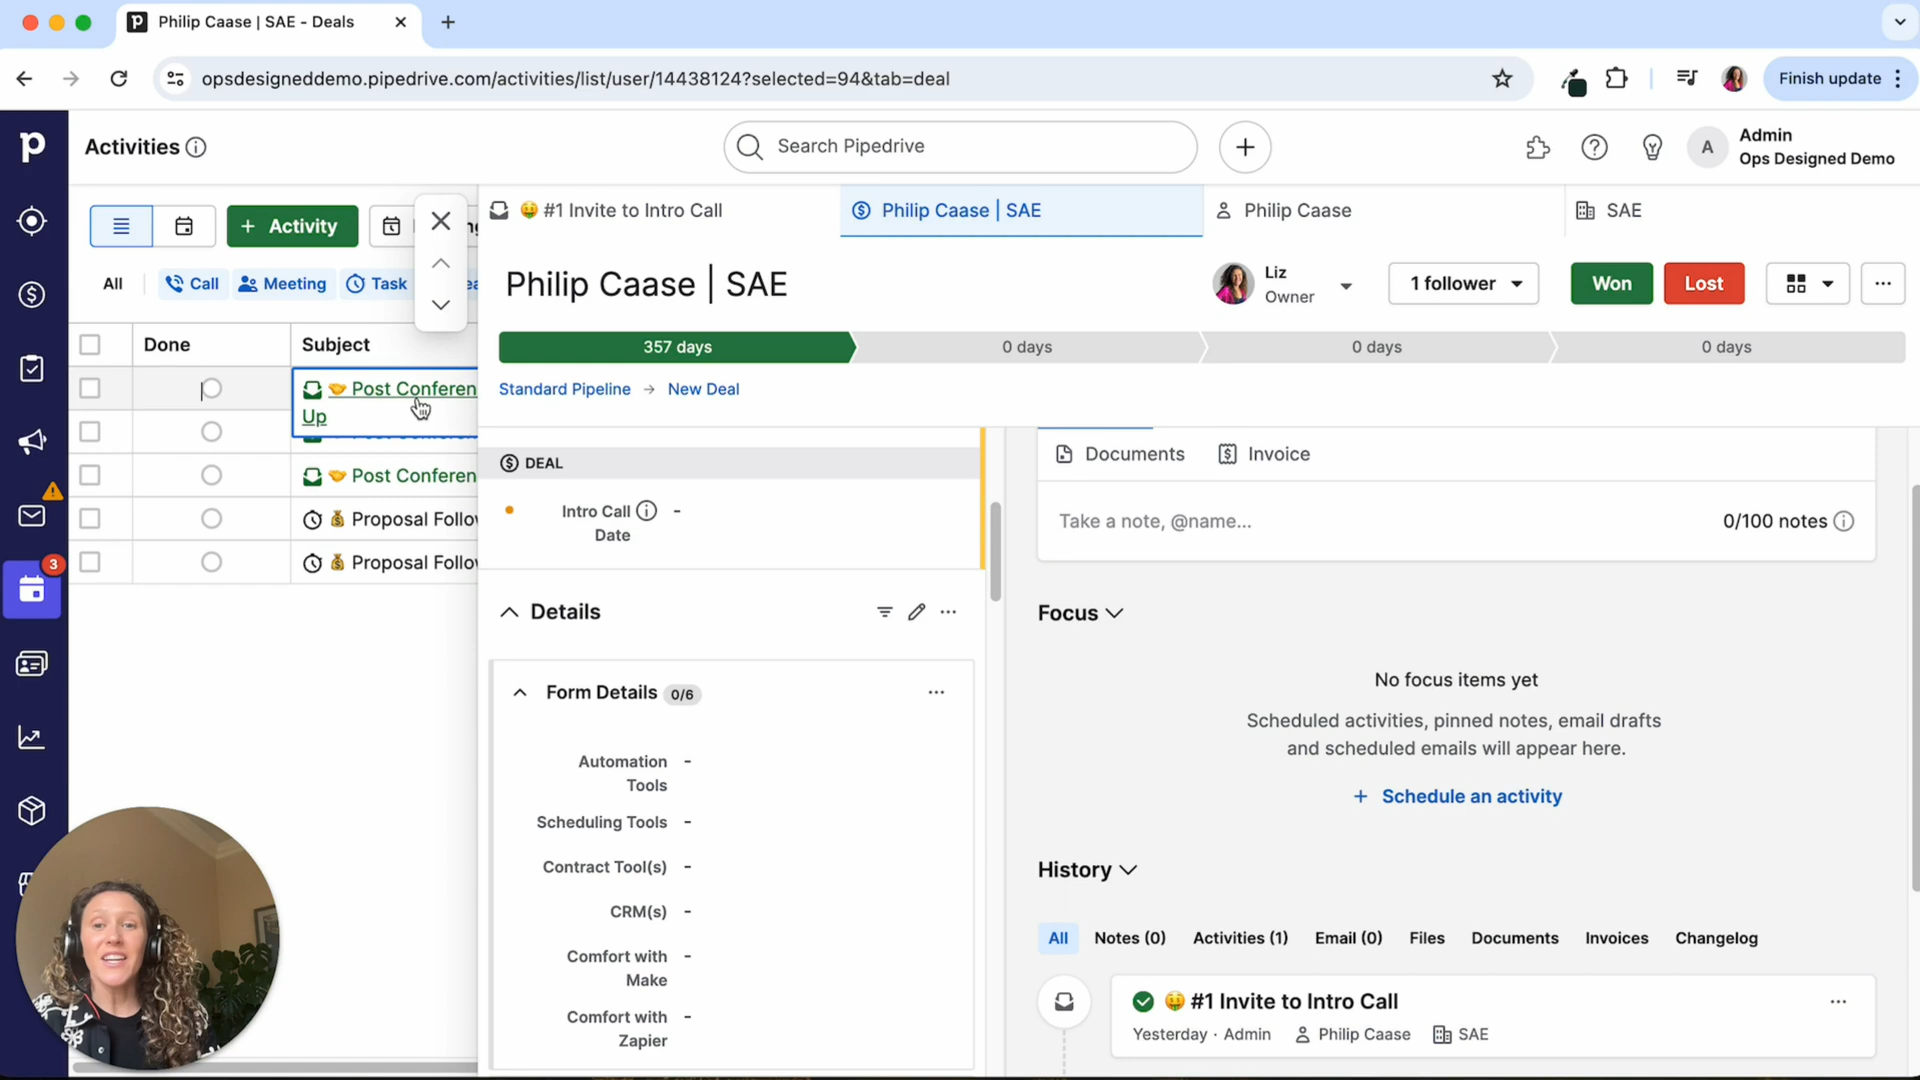 Philip Caase | SAE - Deals
opsdesigneddemo.pipedrive.com/activities/list/user/14438124?selected=94&tab=deal
Finish update
Activities
Search Pipedrive
A
Admin
Ops Designed Demo
+ Activity
All
Call
Meeting
Task
Done
Subject
🤝 Post Conferen
Up
🤝 Post Conferen
💰 Proposal Follow
💰 Proposal Follow
3
🤑 #1 Invite to Intro Call
Philip Caase | SAE
Philip Caase
SAE
Philip Caase | SAE
Liz
Owner
1 follower
Won
Lost
357 days
0 days
0 days
0 days
Standard Pipeline → New Deal
DEAL
Intro Call
Date
-
Details
Form Details 0/6
Automation
Tools
-
Scheduling Tools -
Contract Tool(s) -
CRM(s) -
Comfort with
Make
-
Comfort with
Zapier
-
Documents
Invoice
Take a note, @name...
0/100 notes
Focus
No focus items yet
Scheduled activities, pinned notes, email drafts
and scheduled emails will appear here.
+ Schedule an activity
History
All
Notes (0)
Activities (1)
Email (0)
Files
Documents
Invoices
Changelog
🤑 #1 Invite to Intro Call
Yesterday · Admin
Philip Caase
SAE